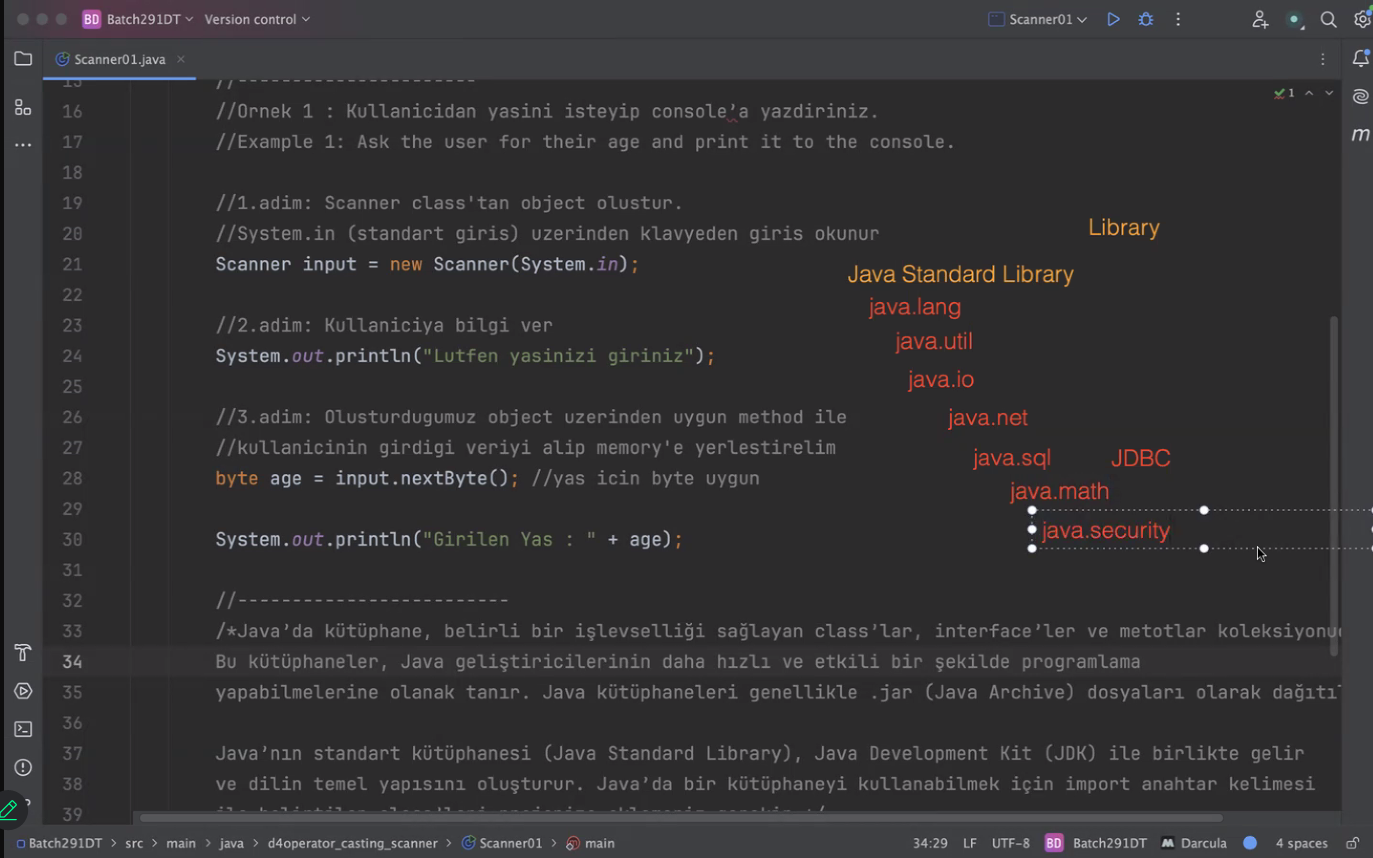 BD Batch291DT Version control Scanner01
Scanner01.java
15 //----------------------
16 //Ornek 1 : Kullanicidan yasini isteyip console’a yazdiriniz.
1
17 //Example 1: Ask the user for their age and print it to the console.
18
19 //1.adim: Scanner class'tan object olustur.
20 //System.in (standart giris) uzerinden klavyeden giris okunur
Library
21 Scanner input = new Scanner(System.in);
Java Standard Library
22
java.lang
23 //2.adim: Kullaniciya bilgi ver
java.util
24 System.out.println("Lutfen yasinizi giriniz");
java.io
25
26 //3.adim: Olusturdugumuz object uzerinden uygun method ile
java.net
27 //kullanicinin girdigi veriyi alip memory'e yerlestirelim
java.sql JDBC
28 byte age = input.nextByte(); //yas icin byte uygun
java.math
29
30 System.out.println("Girilen Yas : " + age);
java.security
31
32 //-------------------------
33 /*Java’da kütüphane, belirli bir işlevselliği sağlayan class’lar, interface’ler ve metotlar koleksiyonu
34 Bu kütüphaneler, Java geliştiricilerinin daha hızlı ve etkili bir şekilde programlama
35 yapabilmelerine olanak tanır. Java kütüphaneleri genellikle .jar (Java Archive) dosyaları olarak dağıtı
36
37 Java’nın standart kütüphanesi (Java Standard Library), Java Development Kit (JDK) ile birlikte gelir
38 ve dilin temel yapısını oluşturur. Java’da bir kütüphaneyi kullanabilmek için import anahtar kelimesi
39
Batch291DT > src > main > java > d4operator_casting_scanner > Scanner01 > main 34:29 LF UTF-8 BD Batch291DT Darcula 4 spaces